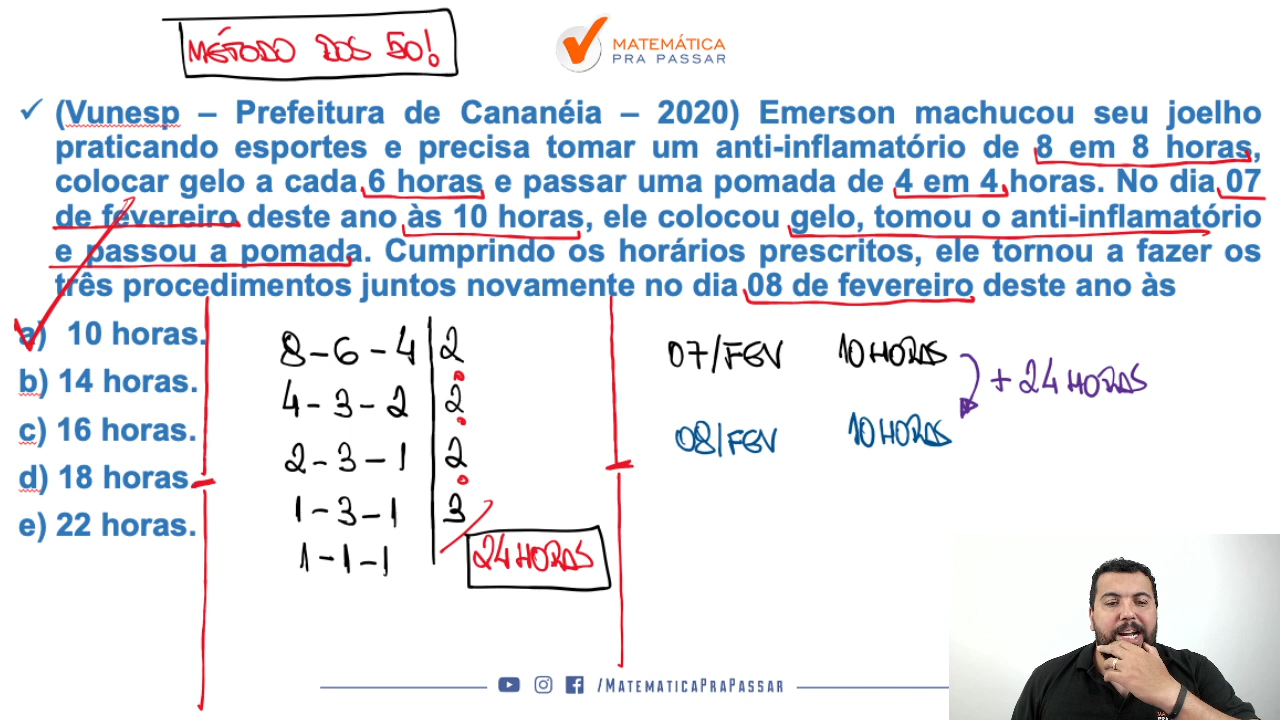 MÉTODO DOS 50!
MATEMÁTICA
PRA PASSAR
✓ (Vunesp – Prefeitura de Cananéia – 2020) Emerson machucou seu joelho
praticando esportes e precisa tomar um anti-inflamatório de 8 em 8 horas,
colocar gelo a cada 6 horas e passar uma pomada de 4 em 4 horas. No dia 07
de fevereiro deste ano às 10 horas, ele colocou gelo, tomou o anti-inflamatório
e passou a pomada. Cumprindo os horários prescritos, ele tornou a fazer os
três procedimentos juntos novamente no dia 08 de fevereiro deste ano às
a) 10 horas.
b) 14 horas.
c) 16 horas.
d) 18 horas.
e) 22 horas.
8 - 6 - 4 | 2
4 - 3 - 2 | 2
2 - 3 - 1 | 2
1 - 3 - 1 | 3
1 - 1 - 1
24 HORAS
07/FEV 10 HORAS
+ 24 HORAS
08/FEV 10 HORAS
/MATEMATICAPRAPASSAR
MATEMÁTICA
PRA PASSAR